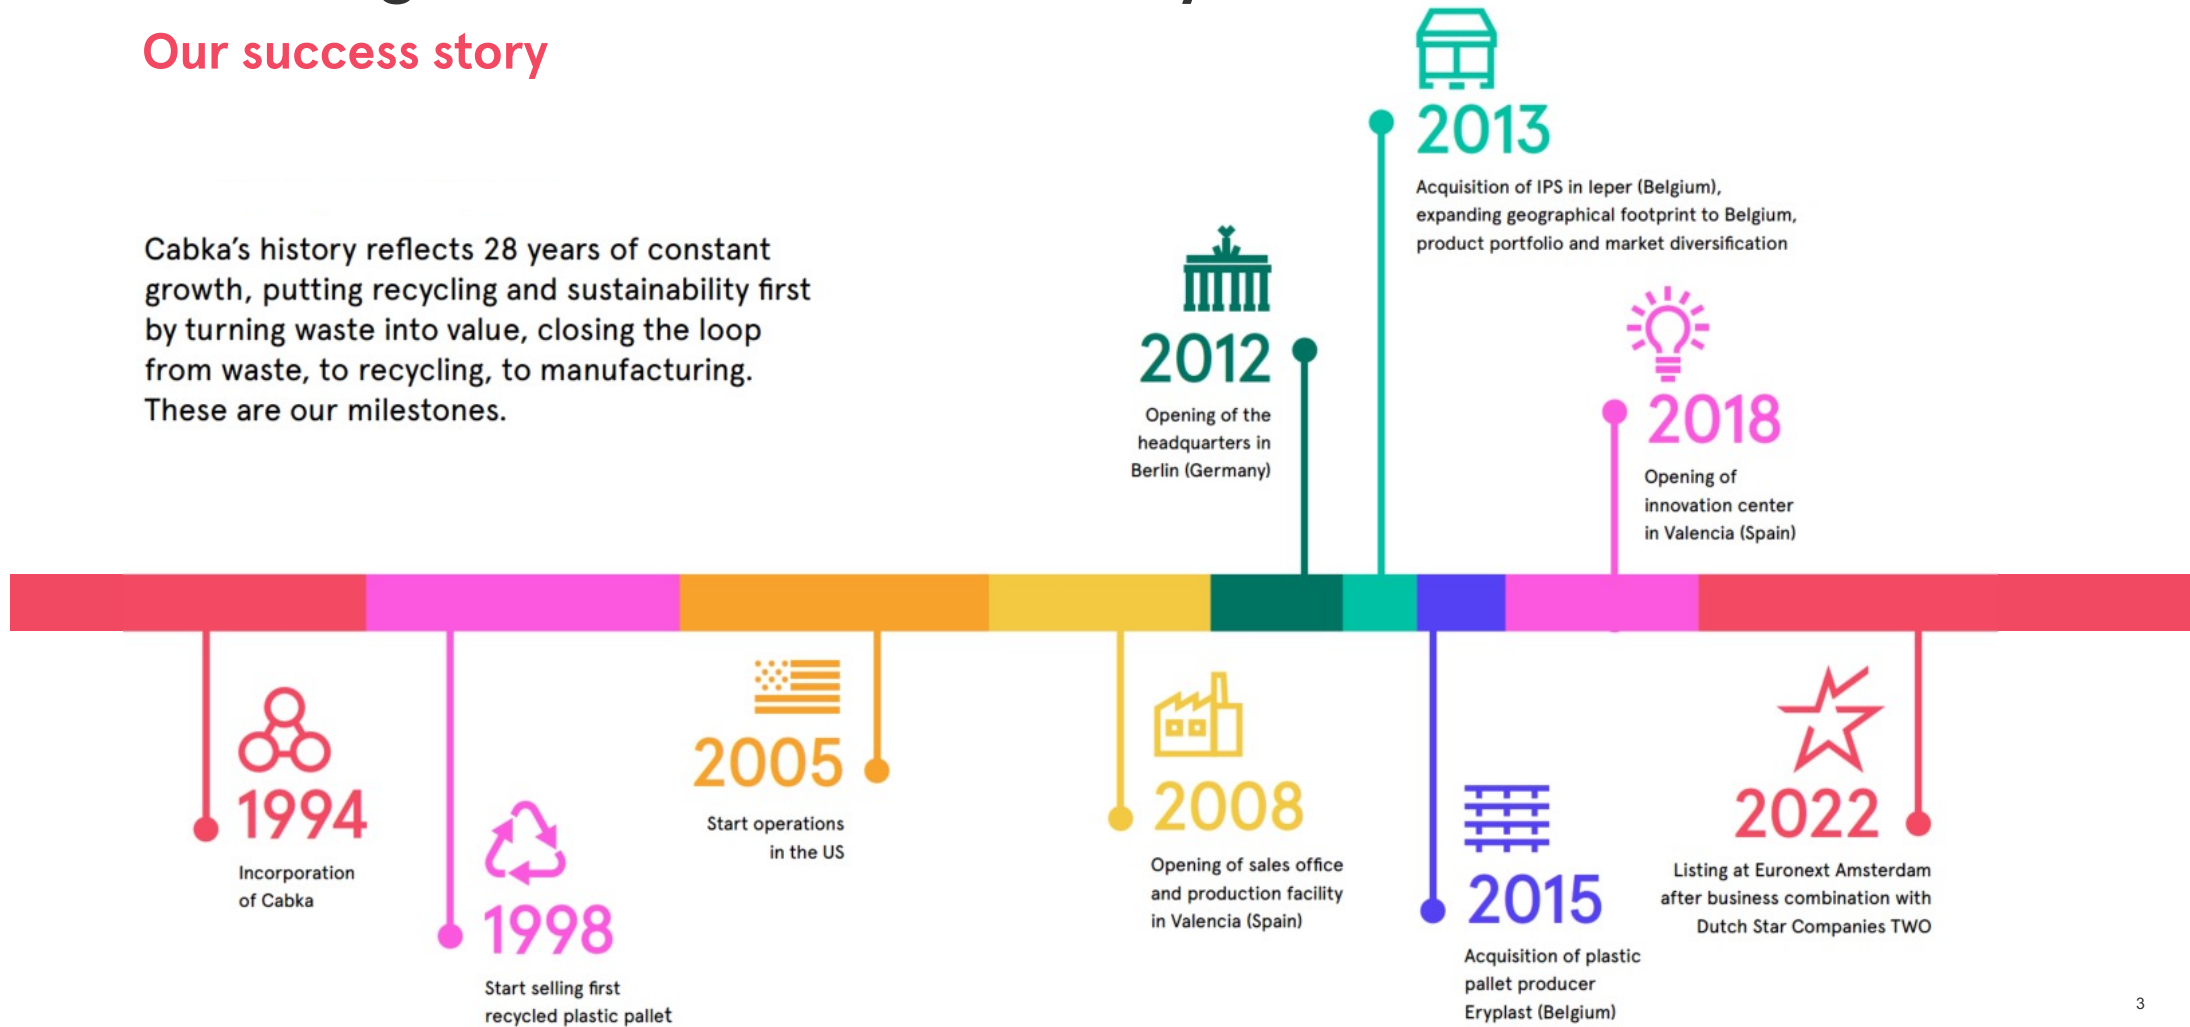 Our success story
Cabka's history reflects 28 years of constant
growth, putting recycling and sustainability first
by turning waste into value, closing the loop
from waste, to recycling, to manufacturing.
These are our milestones.
1994
Incorporation
of Cabka
1998
Start selling first
recycled plastic pallet
2005
Start operations
in the US
2008
Opening of sales office
and production facility
in Valencia (Spain)
2012
Opening of the
headquarters in
Berlin (Germany)
2013
Acquisition of IPS in Ieper (Belgium),
expanding geographical footprint to Belgium,
product portfolio and market diversification
2015
Acquisition of plastic
pallet producer
Eryplast (Belgium)
2018
Opening of
innovation center
in Valencia (Spain)
2022
Listing at Euronext Amsterdam
after business combination with
Dutch Star Companies TWO
3